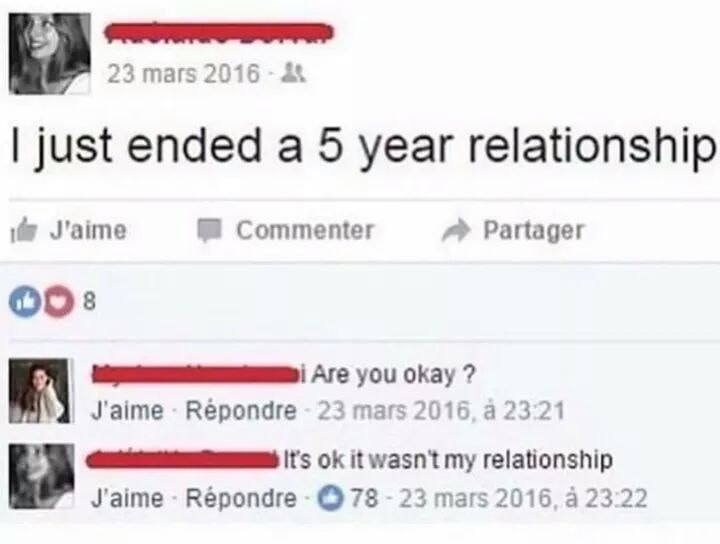 23 mars 2016
I just ended a 5 year relationship
J'aime Commenter Partager
8
i Are you okay ?
J'aime · Répondre · 23 mars 2016, à 23:21
It's ok it wasn't my relationship
J'aime · Répondre · 78 · 23 mars 2016, à 23:22